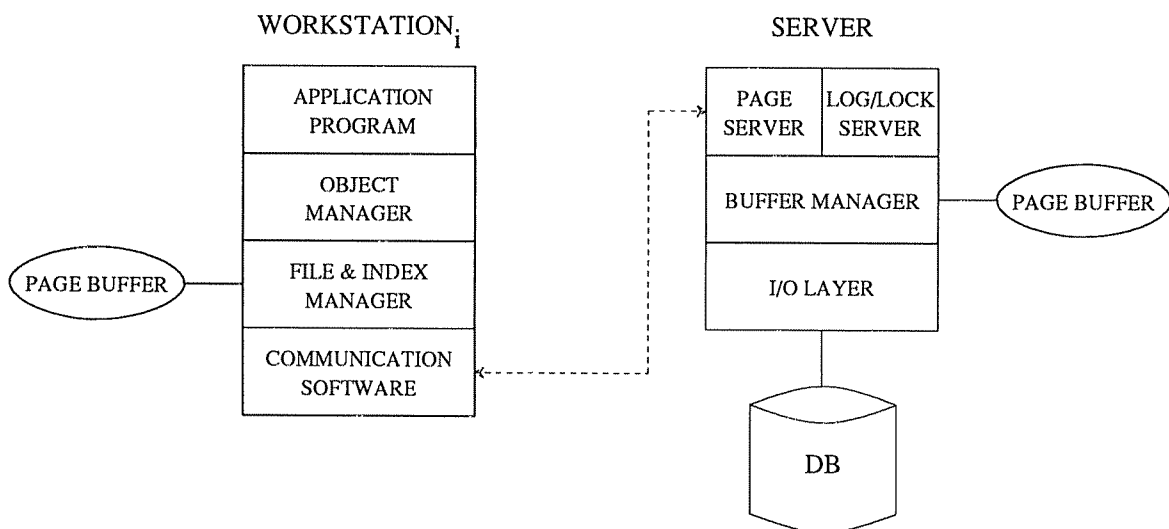 WORKSTATIONi
APPLICATION
PROGRAM
OBJECT
MANAGER
FILE & INDEX
MANAGER
COMMUNICATION
SOFTWARE
PAGE BUFFER
SERVER
PAGE
SERVER
LOG/LOCK
SERVER
BUFFER MANAGER
I/O LAYER
PAGE BUFFER
DB